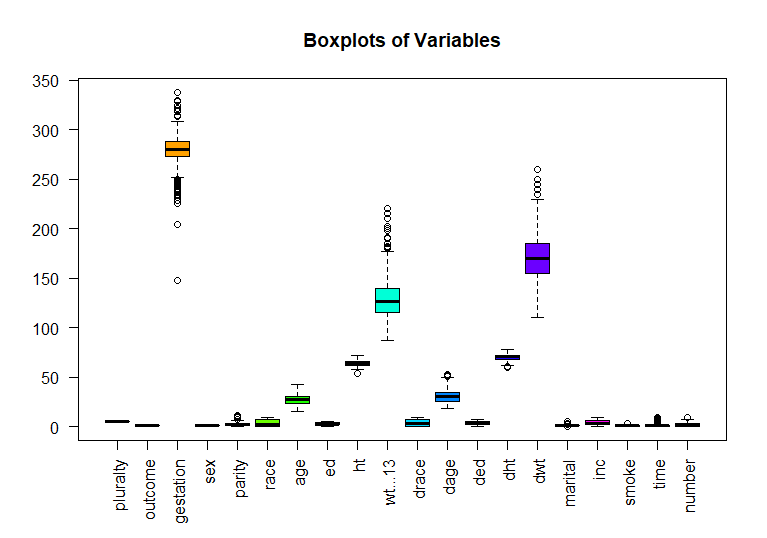 Boxplots of Variables
350
300
250
200
150
100
50
0
pluralty
outcome
gestation
sex
parity
race
age
ed
ht
wt...13
drace
dage
ded
dht
dwt
marital
inc
smoke
time
number